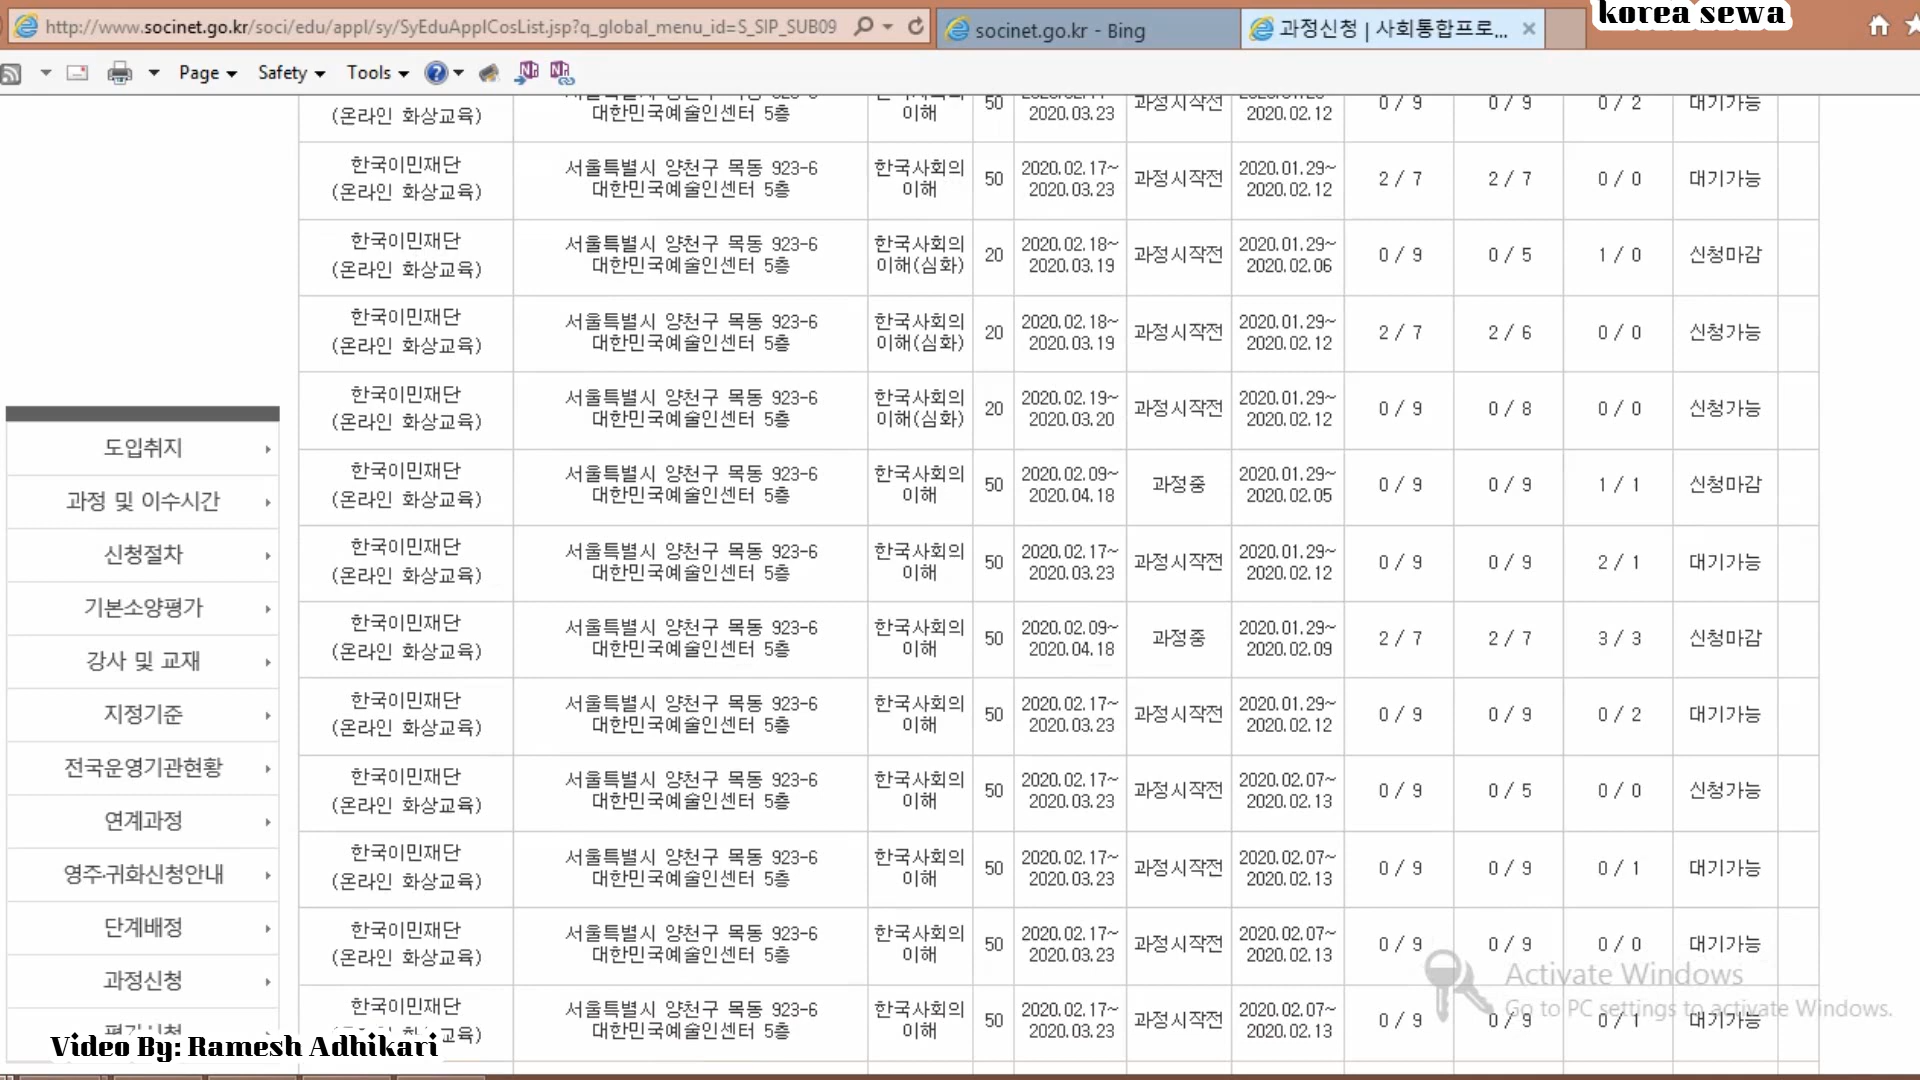 korea sewa
http://www.socinet.go.kr/soci/edu/appl/sy/SyEduApplCosList.jsp?q_global_menu_id=S_SIP_SUB09
socinet.go.kr - Bing
과정신청 | 사회통합프로...
Page Safety Tools
(온라인 화상교육) 대한민국예술인센터 5층 이해 50 2020.03.23 과정시작전 2020.02.12 0 / 9 0 / 9 0 / 2 대기가능
한국이민재단 서울특별시 양천구 목동 923-6 한국사회의 2020.02.17~ 2020.01.29~
(온라인 화상교육) 대한민국예술인센터 5층 이해 50 2020.03.23 과정시작전 2020.02.12 2 / 7 2 / 7 0 / 0 대기가능
한국이민재단 서울특별시 양천구 목동 923-6 한국사회의 2020.02.18~ 2020.01.29~
(온라인 화상교육) 대한민국예술인센터 5층 이해(심화) 20 2020.03.19 과정시작전 2020.02.06 0 / 9 0 / 5 1 / 0 신청마감
한국이민재단 서울특별시 양천구 목동 923-6 한국사회의 2020.02.18~ 2020.01.29~
(온라인 화상교육) 대한민국예술인센터 5층 이해(심화) 20 2020.03.19 과정시작전 2020.02.12 2 / 7 2 / 6 0 / 0 신청가능
한국이민재단 서울특별시 양천구 목동 923-6 한국사회의 2020.02.19~ 2020.01.29~
(온라인 화상교육) 대한민국예술인센터 5층 이해(심화) 20 2020.03.20 과정시작전 2020.02.12 0 / 9 0 / 8 0 / 0 신청가능
한국이민재단 서울특별시 양천구 목동 923-6 한국사회의 2020.02.09~ 2020.01.29~
(온라인 화상교육) 대한민국예술인센터 5층 이해 50 2020.04.18 과정중 2020.02.05 0 / 9 0 / 9 1 / 1 신청마감
한국이민재단 서울특별시 양천구 목동 923-6 한국사회의 2020.02.17~ 2020.01.29~
(온라인 화상교육) 대한민국예술인센터 5층 이해 50 2020.03.23 과정시작전 2020.02.12 0 / 9 0 / 9 2 / 1 대기가능
한국이민재단 서울특별시 양천구 목동 923-6 한국사회의 2020.02.09~ 2020.01.29~
(온라인 화상교육) 대한민국예술인센터 5층 이해 50 2020.04.18 과정중 2020.02.09 2 / 7 2 / 7 3 / 3 신청마감
한국이민재단 서울특별시 양천구 목동 923-6 한국사회의 2020.02.17~ 2020.01.29~
(온라인 화상교육) 대한민국예술인센터 5층 이해 50 2020.03.23 과정시작전 2020.02.12 0 / 9 0 / 9 0 / 2 대기가능
한국이민재단 서울특별시 양천구 목동 923-6 한국사회의 2020.02.17~ 2020.02.07~
(온라인 화상교육) 대한민국예술인센터 5층 이해 50 2020.03.23 과정시작전 2020.02.13 0 / 9 0 / 5 0 / 0 신청가능
한국이민재단 서울특별시 양천구 목동 923-6 한국사회의 2020.02.17~ 2020.02.07~
(온라인 화상교육) 대한민국예술인센터 5층 이해 50 2020.03.23 과정시작전 2020.02.13 0 / 9 0 / 9 0 / 1 대기가능
한국이민재단 서울특별시 양천구 목동 923-6 한국사회의 2020.02.17~ 2020.02.07~
(온라인 화상교육) 대한민국예술인센터 5층 이해 50 2020.03.23 과정시작전 2020.02.13 0 / 9 0 / 9 0 / 0 대기가능
한국이민재단 서울특별시 양천구 목동 923-6 한국사회의 2020.02.17~ 2020.02.07~
대한민국예술인센터 5층 이해 50 2020.03.23 과정시작전 2020.02.13 0 / 9 0 / 9 0 / 1 대기가능
도입취지
과정 및 이수시간
신청절차
기본소양평가
강사 및 교재
지정기준
전국운영기관현황
연계과정
영주·귀화신청안내
단계배정
과정신청
Activate Windows
Go to PC settings to activate Windows.
Video By: Ramesh Adhikari